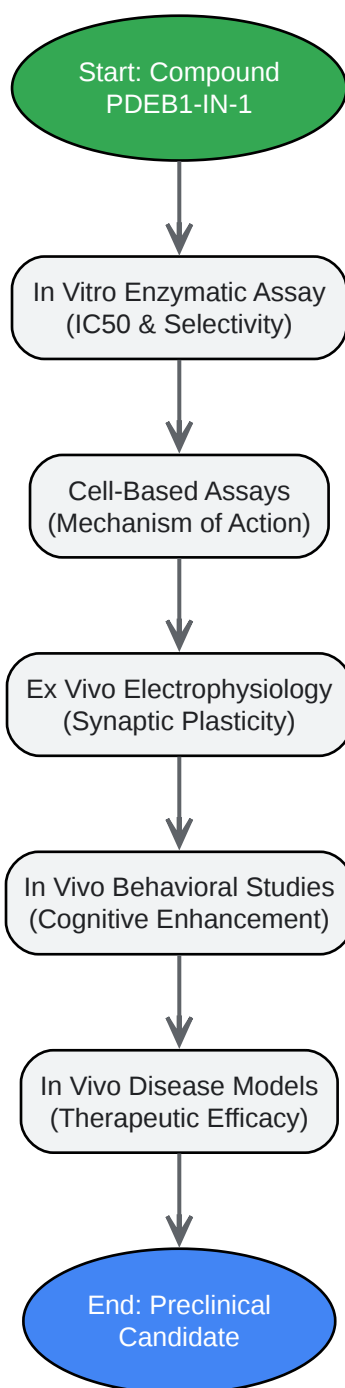 Start: Compound
PDEB1-IN-1
In Vitro Enzymatic Assay
(IC50 & Selectivity)
Cell-Based Assays
(Mechanism of Action)
Ex Vivo Electrophysiology
(Synaptic Plasticity)
In Vivo Behavioral Studies
(Cognitive Enhancement)
In Vivo Disease Models
(Therapeutic Efficacy)
End: Preclinical
Candidate